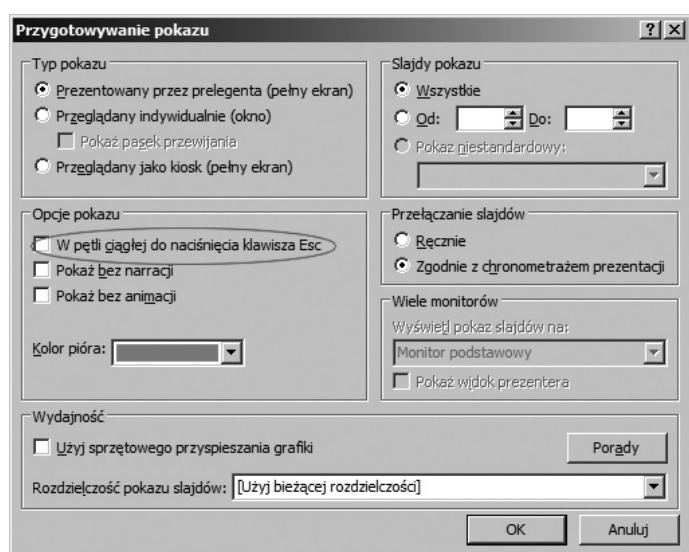 Przygotowywanie pokazu
Typ pokazu
Prezentowany przez prelegenta (pełny ekran)
Przeglądany indywidualnie (okno)
Pokaż pasek przewijania
Przeglądany jako kiosk (pełny ekran)
Slajdy pokazu
Wszystkie
Od: Do:
Pokaz niestandardowy:
Opcje pokazu
W pętli ciągłej do naciśnięcia klawisza Esc
Pokaż bez narracji
Pokaż bez animacji
Kolor pióra:
Przełączanie slajdów
Ręcznie
Zgodnie z chronometrażem prezentacji
Wiele monitorów
Wyświetl pokaz slajdów na:
Monitor podstawowy
Pokaż widok prezentera
Wydajność
Użyj sprzętowego przyspieszania grafiki
Porady
Rozdzielczość pokazu slajdów: [Użyj bieżącej rozdzielczości]
OK Anuluj